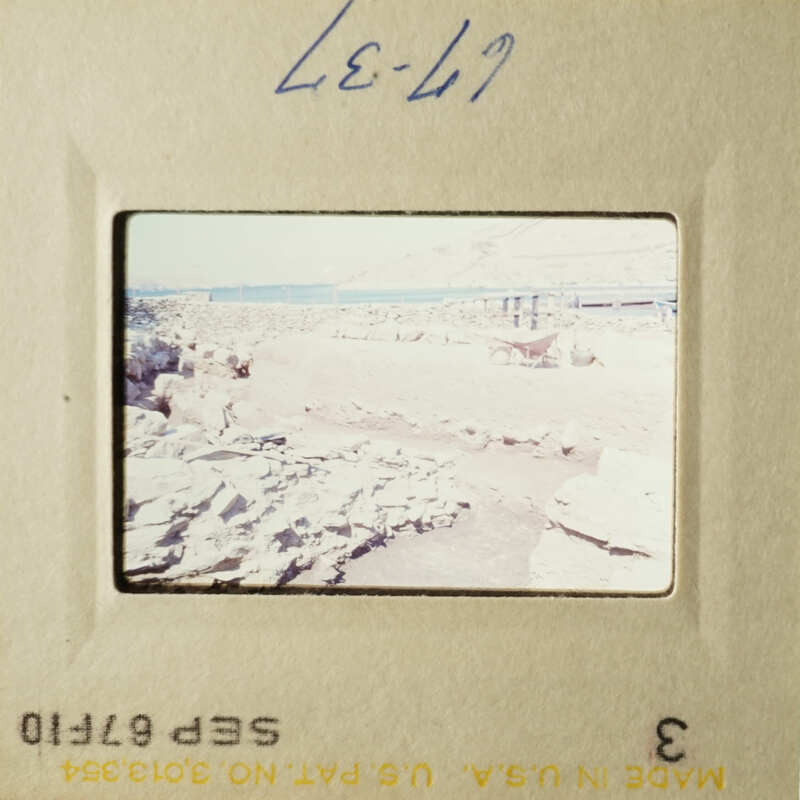 MADE IN U.S.A. U.S. PAT. NO 3,013,354
3 SEP 67F10
67-37